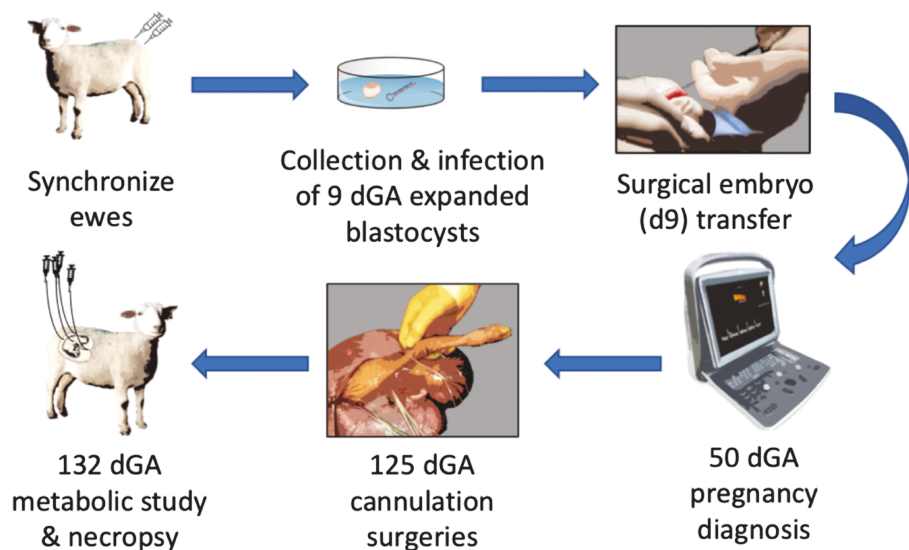 Synchronize
ewes
Collection & infection
of 9 dGA expanded
blastocysts
Surgical embryo
(d9) transfer
50 dGA
pregnancy
diagnosis
125 dGA
cannulation
surgeries
132 dGA
metabolic study
& necropsy